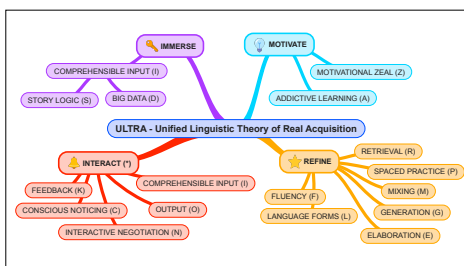 IMMERSE
COMPREHENSIBLE INPUT (I)
STORY LOGIC (S)
BIG DATA (D)
MOTIVATE
MOTIVATIONAL ZEAL (Z)
ADDICTIVE LEARNING (A)
ULTRA - Unified Linguistic Theory of Real Acquisition
INTERACT (*)
COMPREHENSIBLE INPUT (I)
FEEDBACK (K)
OUTPUT (O)
CONSCIOUS NOTICING (C)
INTERACTIVE NEGOTIATION (N)
REFINE
RETRIEVAL (R)
SPACED PRACTICE (P)
MIXING (M)
FLUENCY (F)
GENERATION (G)
LANGUAGE FORMS (L)
ELABORATION (E)